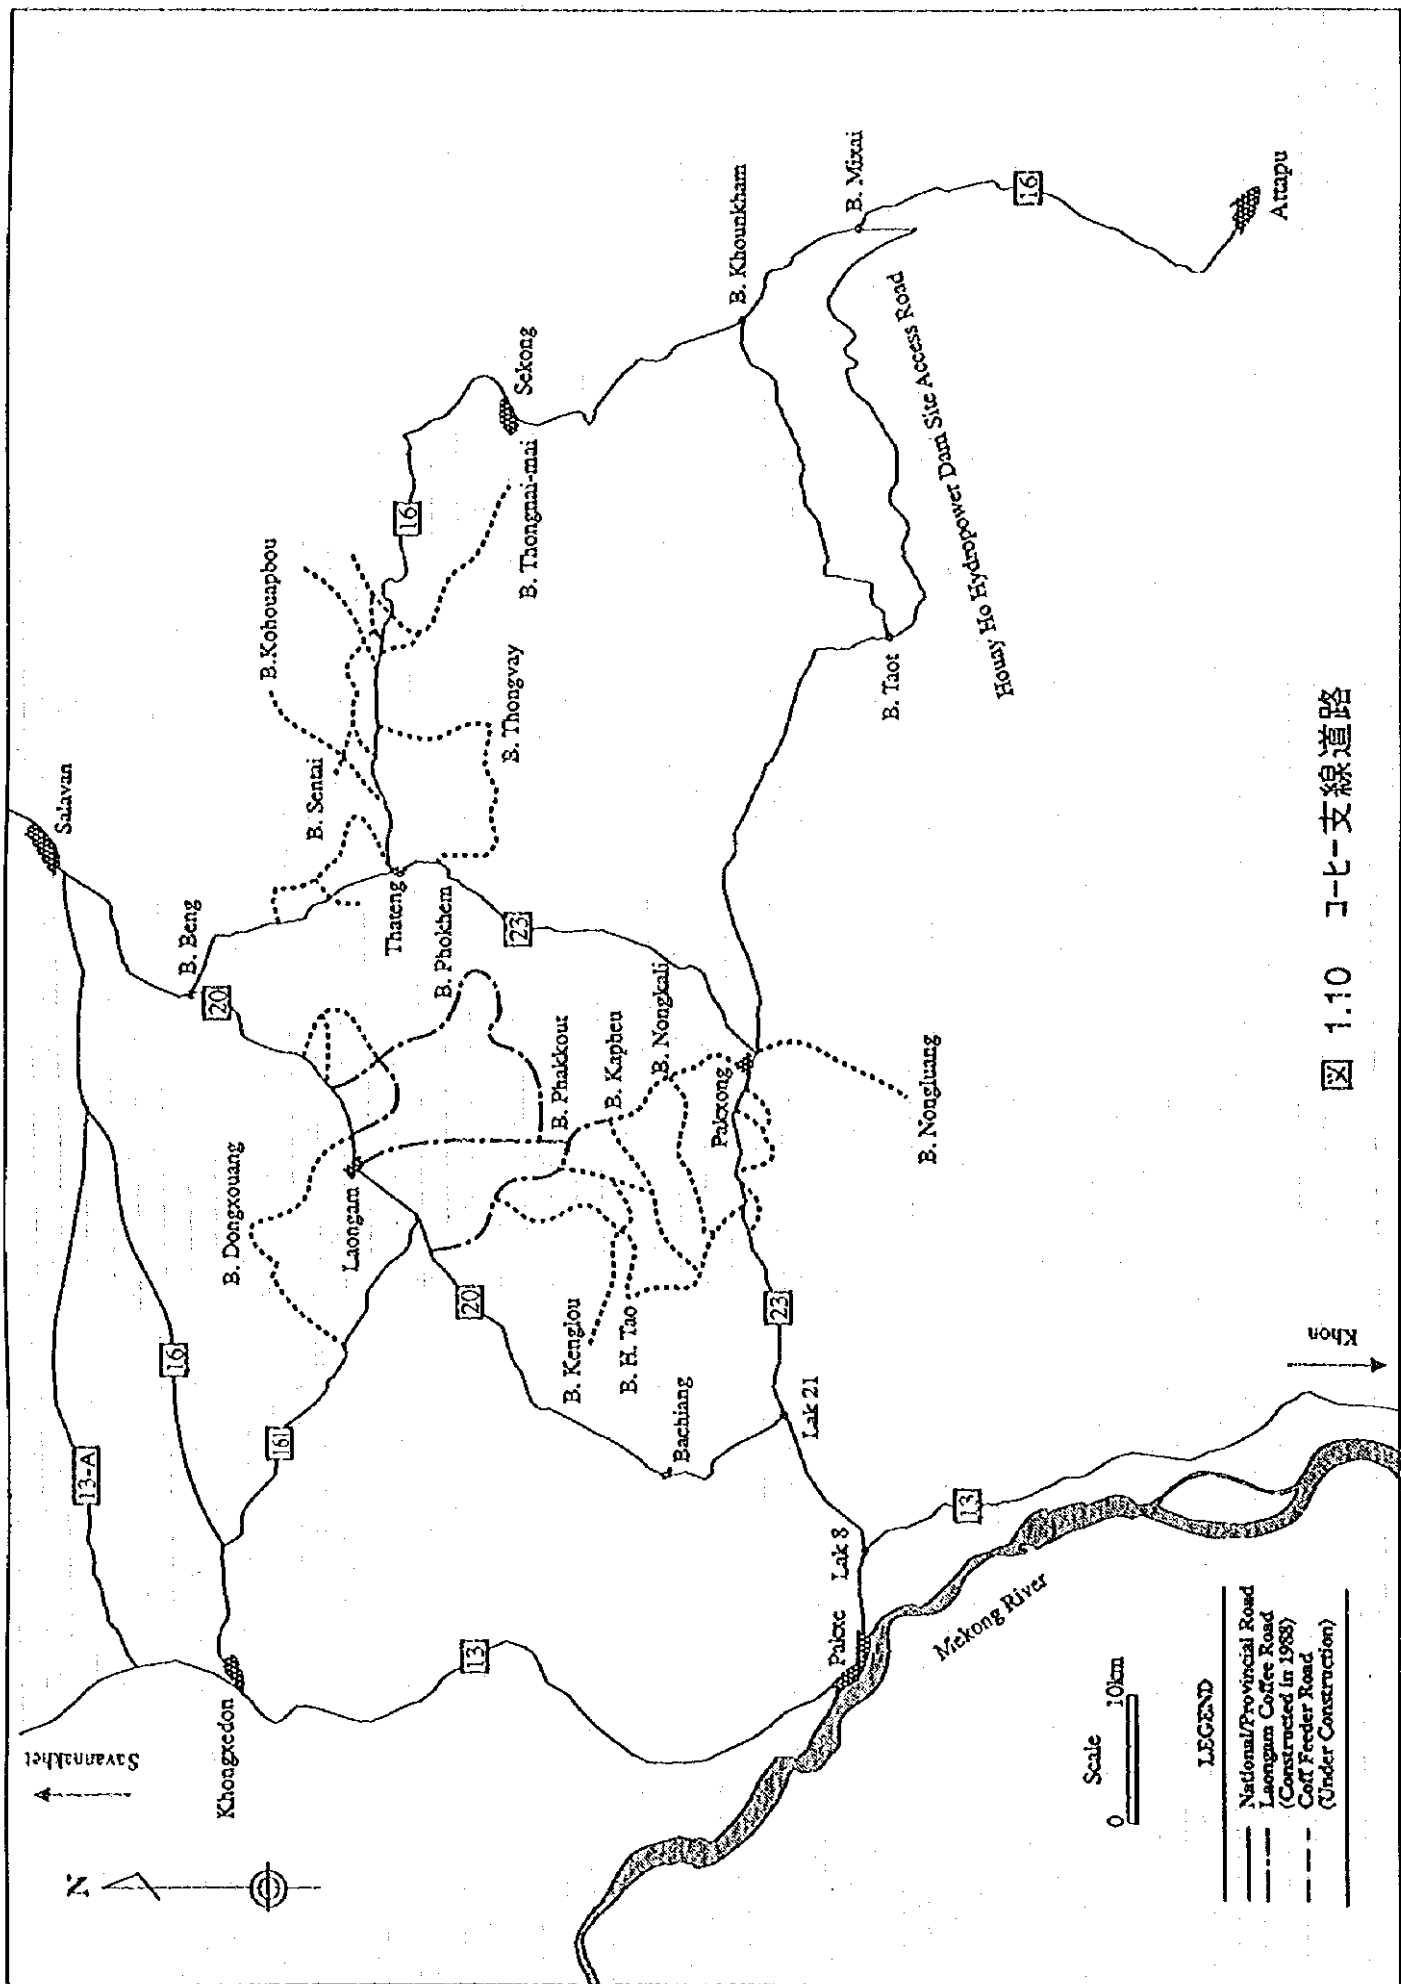 N
Savannakhet
Khongxedon
13-A
16
161
13
Salavan
B. Beng
20
B. Dongxouang
Laongam
20
B. Sentai
B.Kohouapbou
Thateng
B. Phokhem
23
B. Thongvay
16
B. Thongnai-mai
Sekong
B. Phakkout
B. Kapheu
B. Nongkali
B. Kenglou
B. H. Tao
Bachiang
Pakxong
B. Nongluang
23
Lak 21
Lak 8
Pakxe
13
Mekong River
Khon
B. Khounkham
B. Mixai
16
B. Taot
Houay Ho Hydropower Dam Site Access Road
Attapu
Scale
0 10km
LEGEND
National/Provincial Road
Laongam Coffee Road
(Constructed in 1988)
Coff Feeder Road
(Under Construction)
図 1.10 コーヒー支線道路